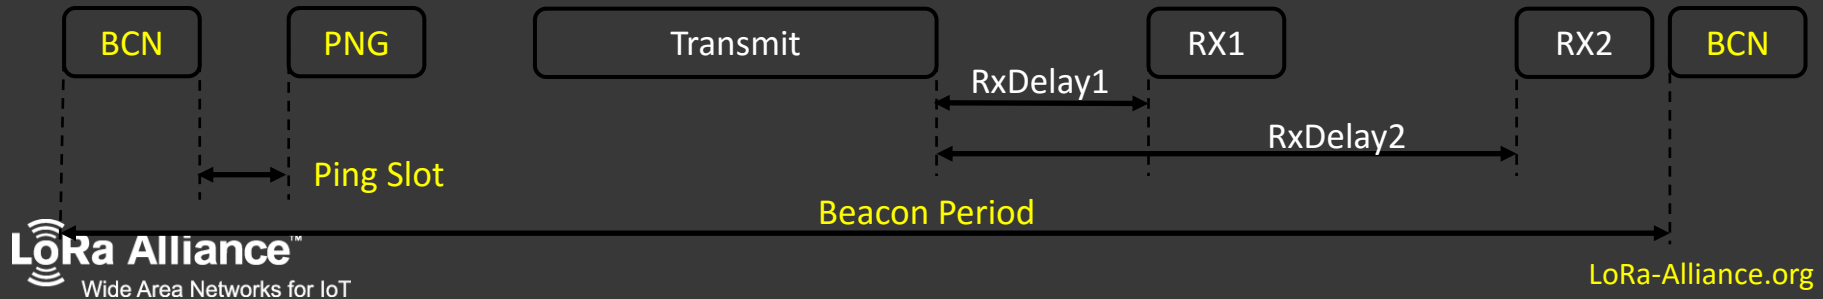 BCN
PNG
Transmit
RX1
RX2
BCN
RxDelay1
RxDelay2
Ping Slot
Beacon Period
LoRa Alliance™
Wide Area Networks for IoT
LoRa-Alliance.org